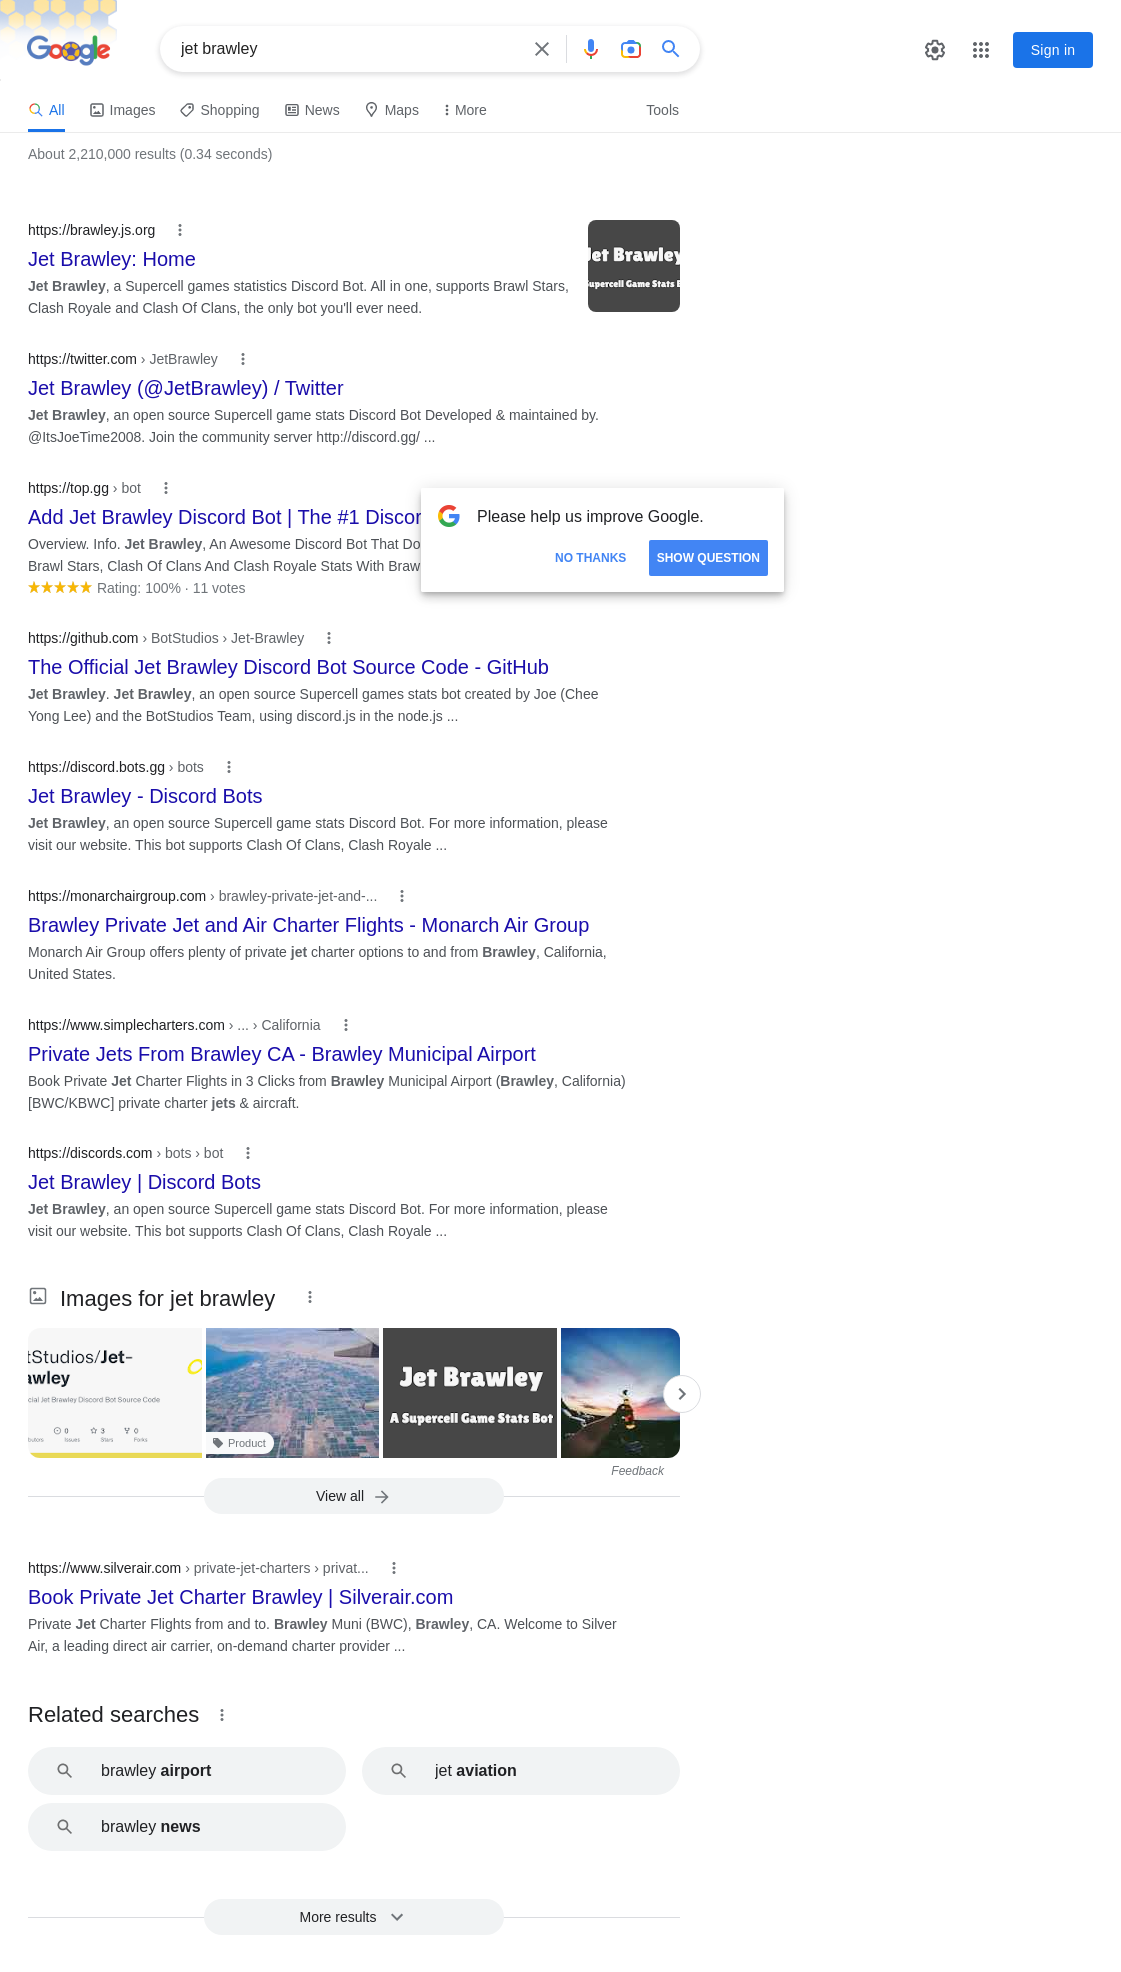 Google
jet brawley
Sign in
All
Images
Shopping
News
Maps
More
Tools
About 2,210,000 results (0.34 seconds)
https://brawley.js.org
Jet Brawley: Home
Jet Brawley, a Supercell games statistics Discord Bot. All in one, supports Brawl Stars,
Clash Royale and Clash Of Clans, the only bot you'll ever need.
Jet Brawley
Supercell Game Stats B
https://twitter.com › JetBrawley
Jet Brawley (@JetBrawley) / Twitter
Jet Brawley, an open source Supercell game stats Discord Bot Developed & maintained by.
@ItsJoeTime2008. Join the community server http://discord.gg/ ...
https://top.gg › bot
Add Jet Brawley Discord Bot | The #1 Discor
Overview. Info. Jet Brawley, An Awesome Discord Bot That Do
Brawl Stars, Clash Of Clans And Clash Royale Stats With Braw
Rating: 100% · 11 votes
Please help us improve Google.
NO THANKS
SHOW QUESTION
https://github.com › BotStudios › Jet-Brawley
The Official Jet Brawley Discord Bot Source Code - GitHub
Jet Brawley. Jet Brawley, an open source Supercell games stats bot created by Joe (Chee
Yong Lee) and the BotStudios Team, using discord.js in the node.js ...
https://discord.bots.gg › bots
Jet Brawley - Discord Bots
Jet Brawley, an open source Supercell game stats Discord Bot. For more information, please
visit our website. This bot supports Clash Of Clans, Clash Royale ...
https://monarchairgroup.com › brawley-private-jet-and-...
Brawley Private Jet and Air Charter Flights - Monarch Air Group
Monarch Air Group offers plenty of private jet charter options to and from Brawley, California,
United States.
https://www.simplecharters.com › ... › California
Private Jets From Brawley CA - Brawley Municipal Airport
Book Private Jet Charter Flights in 3 Clicks from Brawley Municipal Airport (Brawley, California)
[BWC/KBWC] private charter jets & aircraft.
https://discords.com › bots › bot
Jet Brawley | Discord Bots
Jet Brawley, an open source Supercell game stats Discord Bot. For more information, please
visit our website. This bot supports Clash Of Clans, Clash Royale ...
Images for jet brawley
tStudios/Jet-
awley
cial Jet Brawley Discord Bot Source Code
0
3
0
butors
Issues
Stars
Forks
Product
Jet Brawley
A Supercell Game Stats Bot
Feedback
View all
https://www.silverair.com › private-jet-charters › privat...
Book Private Jet Charter Brawley | Silverair.com
Private Jet Charter Flights from and to. Brawley Muni (BWC), Brawley, CA. Welcome to Silver
Air, a leading direct air carrier, on-demand charter provider ...
Related searches
brawley airport
jet aviation
brawley news
More results